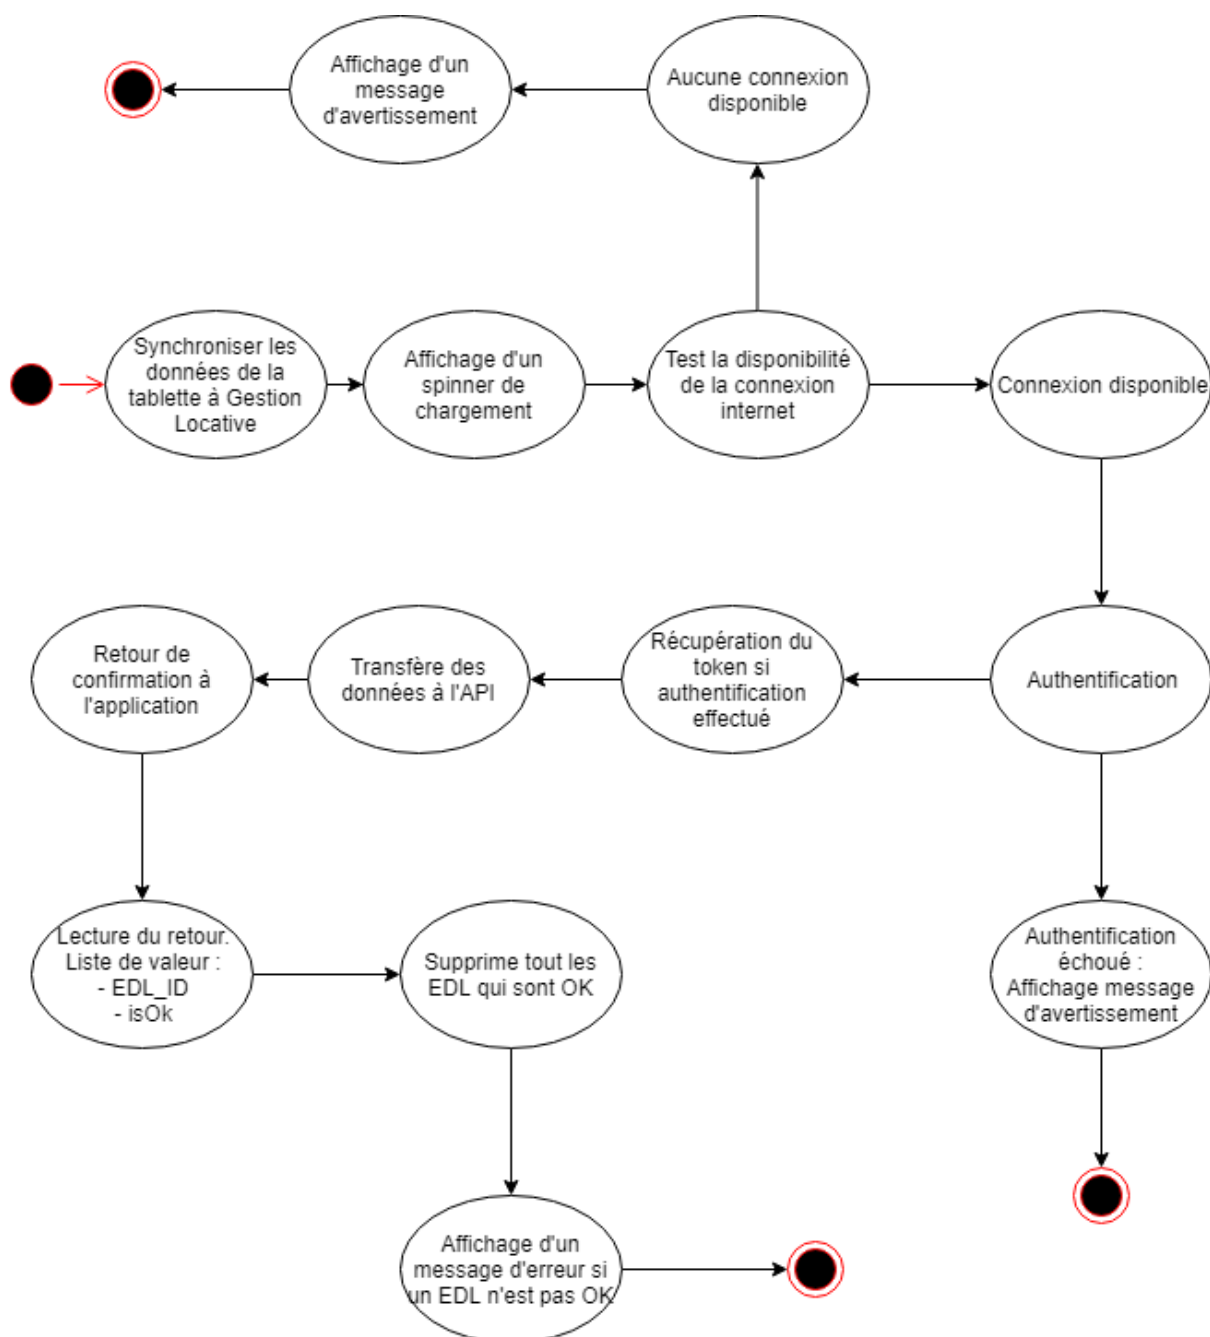 Affichage d'un
message
d'avertissement
Aucune connexion
disponible
Synchroniser les
données de la
tablette à Gestion
Locative
Affichage d'un
spinner de
chargement
Test la disponibilité
de la connexion
internet
Connexion disponible
Retour de
confirmation à
l'application
Transfère des
données à l'API
Récupération du
token si
authentification
effectué
Authentification
Lecture du retour.
Liste de valeur :
- EDL_ID
- isOk
Supprime tout les
EDL qui sont OK
Authentification
échoué :
Affichage message
d'avertissement
Affichage d'un
message d'erreur si
un EDL n'est pas OK